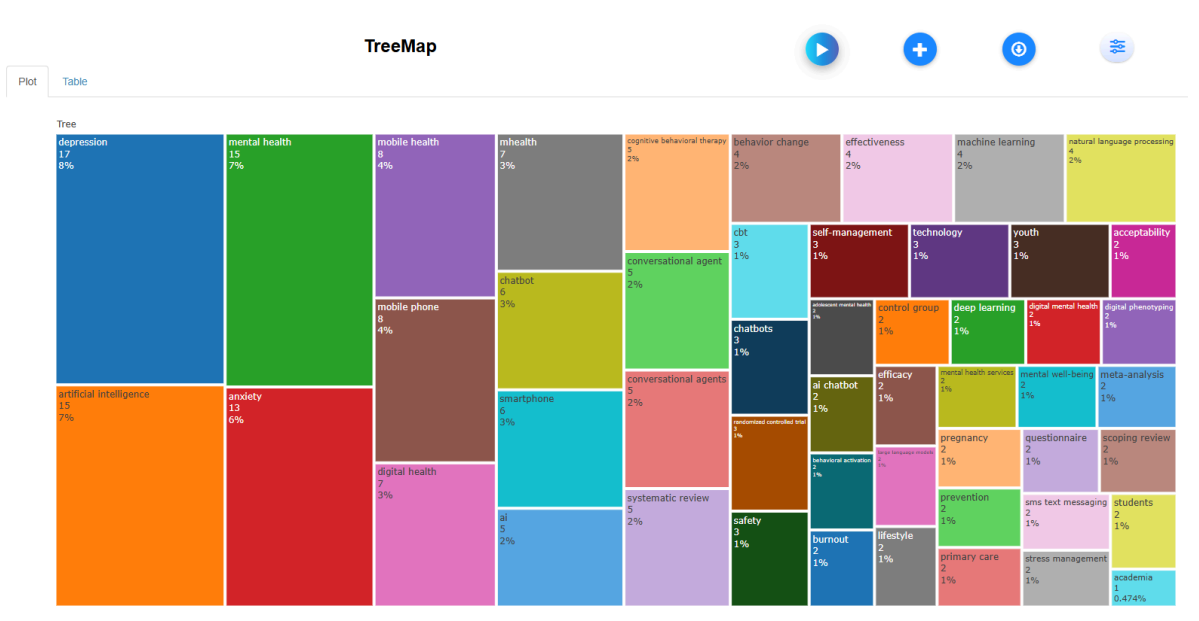 TreeMap
Plot
Table
Tree
depression
17
8%
artificial intelligence
15
7%
mental health
15
7%
anxiety
13
6%
mobile health
8
4%
mobile phone
8
4%
digital health
7
3%
mhealth
7
3%
chatbot
6
3%
smartphone
6
3%
ai
5
2%
cognitive behavioral therapy
5
2%
conversational agent
5
2%
conversational agents
5
2%
systematic review
5
2%
behavior change
4
2%
effectiveness
4
2%
machine learning
4
2%
natural language processing
4
2%
cbt
3
1%
chatbots
3
1%
randomized controlled trial
3
1%
safety
3
1%
self-management
3
1%
technology
3
1%
youth
3
1%
acceptability
2
1%
adolescent mental health
2
1%
ai chatbot
2
1%
behavioral activation
2
1%
burnout
2
1%
control group
2
1%
deep learning
2
1%
digital mental health
2
1%
digital phenotyping
2
1%
efficacy
2
1%
large language models
2
1%
lifestyle
2
1%
mental health services
2
1%
mental well-being
2
1%
meta-analysis
2
1%
pregnancy
2
1%
prevention
2
1%
primary care
2
1%
questionnaire
2
1%
scoping review
2
1%
sms text messaging
2
1%
stress management
2
1%
students
2
1%
academia
1
0.474%